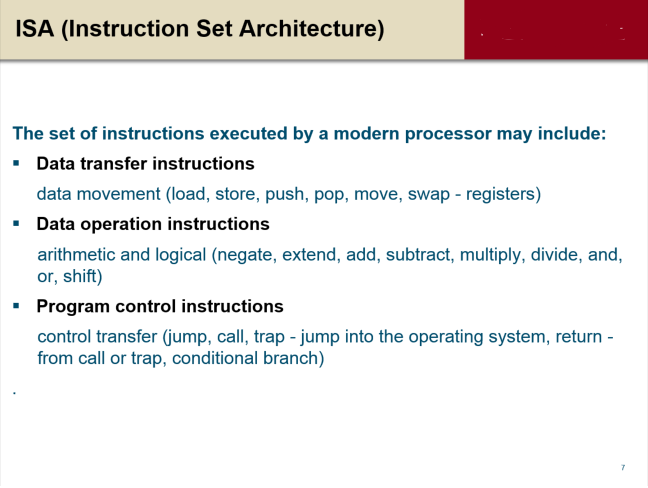 ISA (Instruction Set Architecture)
The set of instructions executed by a modern processor may include:
▪ Data transfer instructions
data movement (load, store, push, pop, move, swap - registers)
▪ Data operation instructions
arithmetic and logical (negate, extend, add, subtract, multiply, divide, and,
or, shift)
▪ Program control instructions
control transfer (jump, call, trap - jump into the operating system, return -
from call or trap, conditional branch)
.
7